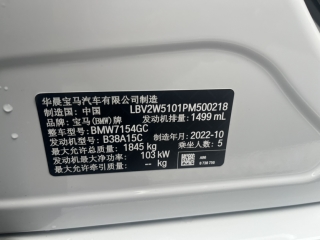 华晨宝马汽车有限公司制造
制造国: 中国 LBV2W5101PM500218
品牌: 宝马(BMW)牌 发动机排量: 1499 mL
整车型号: BMW7154GC
发动机型号: B38A15C 制造年月: 2022-10
最大允许总质量: 1845 kg 乘坐人数: 5
发动机最大净功率: 103 kW
最大允许牵引质量: -- kg